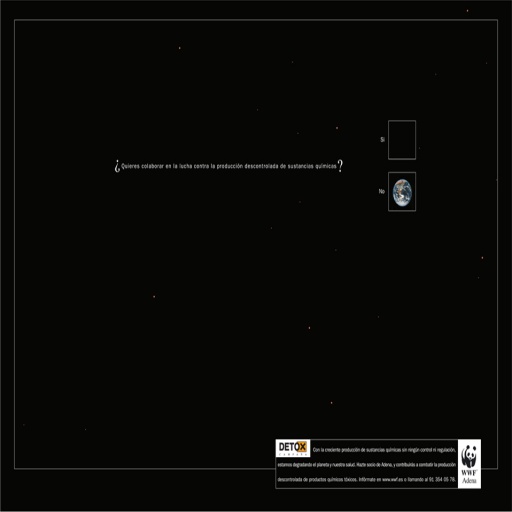 ¿Quieres colaborar en la lucha contra la producción descontrolada de sustancias químicas?
Sí
No
DETOX
Con la creciente producción de sustancias químicas sin ningún control ni regulación,
estamos degradando el planeta y nuestra salud. Hazte socio de Adena, y contribuirás a combatir la producción
descontrolada de productos químicos tóxicos. Infórmate en www.wwf.es o llamando al 91 354 05 78.
WWF
Adena